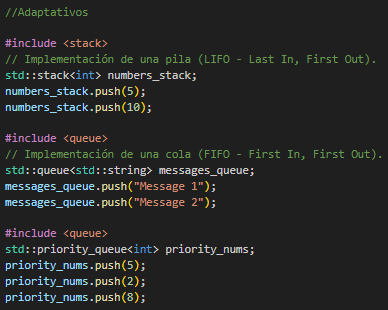 //Adaptativos
#include <stack>
// Implementación de una pila (LIFO - Last In, First Out).
std::stack<int> numbers_stack;
numbers_stack.push(5);
numbers_stack.push(10);
#include <queue>
// Implementación de una cola (FIFO - First In, First Out).
std::queue<std::string> messages_queue;
messages_queue.push("Message 1");
messages_queue.push("Message 2");
#include <queue>
std::priority_queue<int> priority_nums;
priority_nums.push(5);
priority_nums.push(2);
priority_nums.push(8);